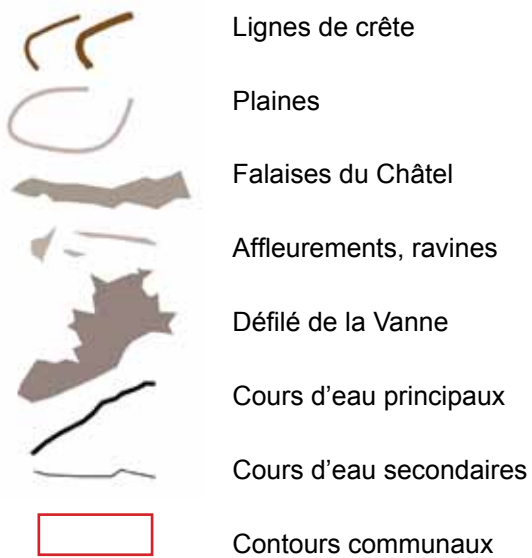 Lignes de crête
Plaines
Falaises du Châtel
Affleurements, ravines
Défilé de la Vanne
Cours d'eau principaux
Cours d'eau secondaires
Contours communaux